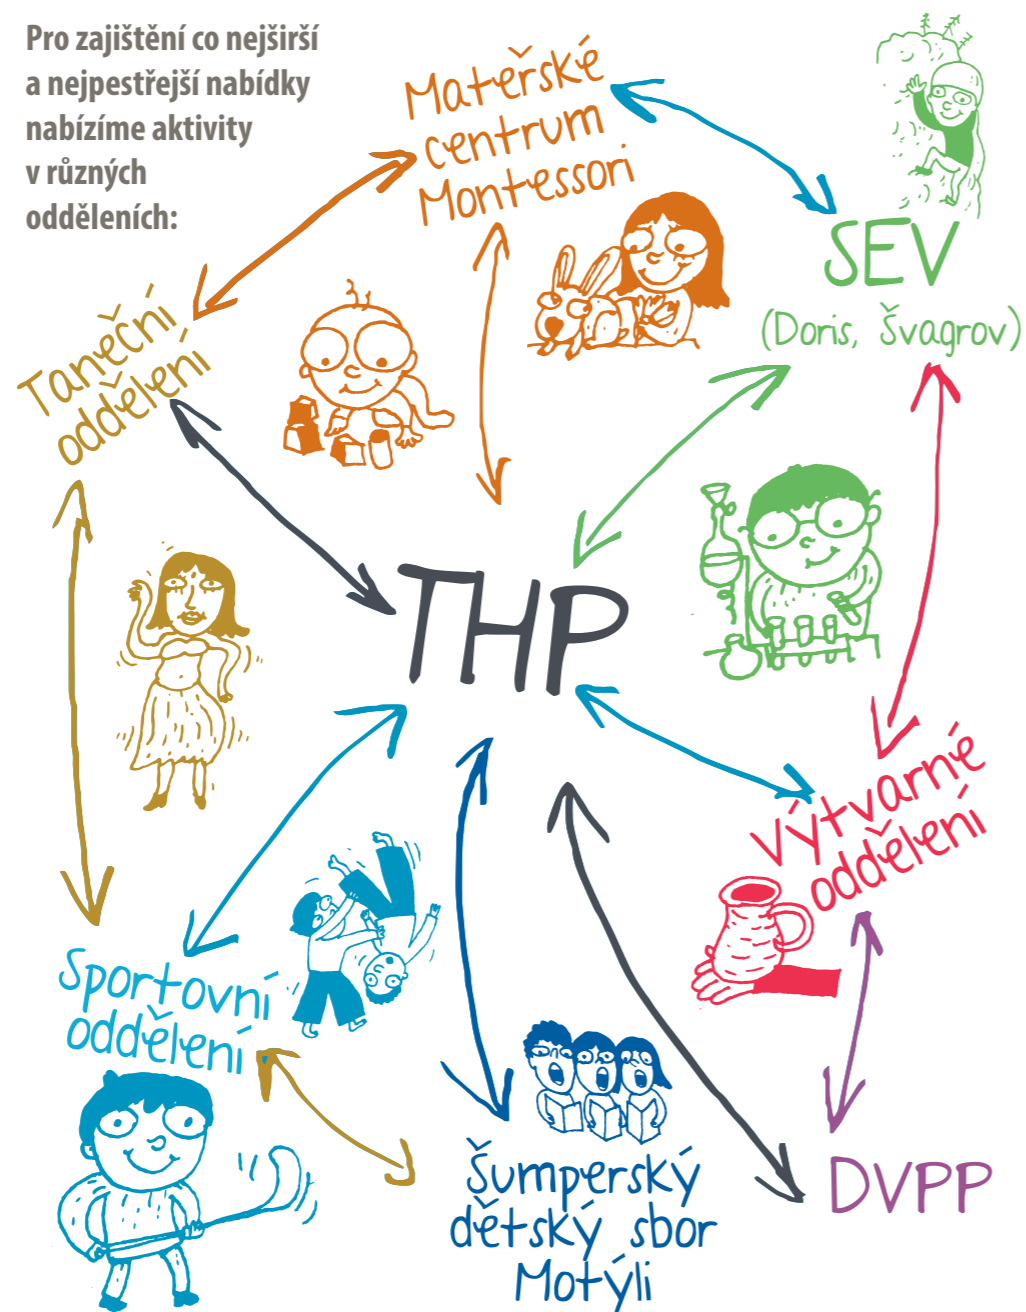 Pro zajištění co nejširší
a nejpestřejší nabídky
nabízíme aktivity
v různých
odděleních:
Mateřské
centrum
Montessori
SEV
(Doris, Švagrov)
Taneční
oddělení
THP
Výtvarné
oddělení
Sportovní
oddělení
Šumperský
dětský sbor
Motýli
DVPP